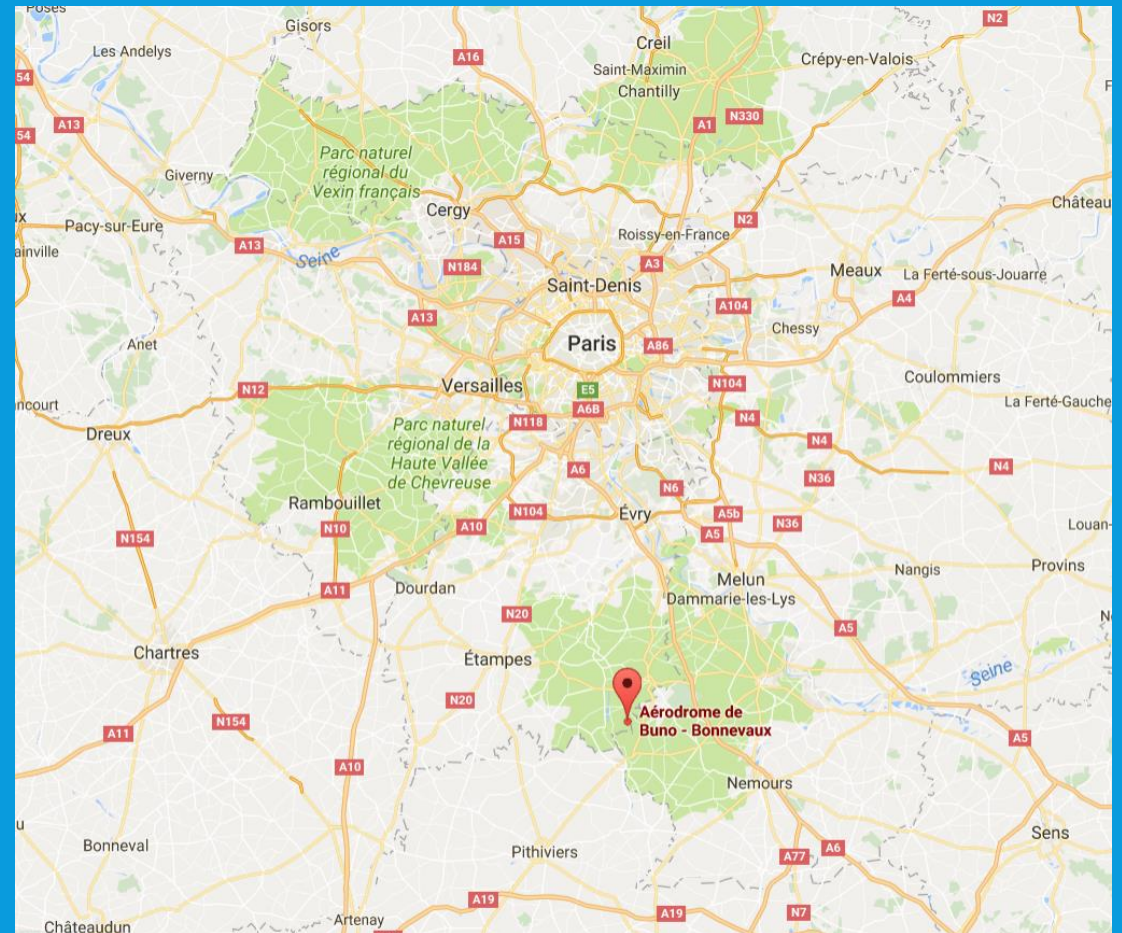 Poses
Gisors
N2
Les Andelys
A16
Creil
Saint-Maximin
Chantilly
Crépy-en-Valois
54
A13
A1
N330
54
Parc naturel
régional du
Vexin français
Giverny
Cergy
Château
Pacy-sur-Eure
N2
ainville
A13
Seine
A15
Roissy-en-France
N184
A3
Meaux
La Ferté-sous-Jouarre
Saint-Denis
A104
A4
A13
Chessy
Anet
Paris
A86
Versailles
E5
N104
Coulommiers
N12
ncourt
A6B
La Ferté-Gauche
Dreux
Parc naturel
régional de la
Haute Vallée
de Chevreuse
N118
N4
N4
N4
A6
N36
N6
Rambouillet
N10
A10
N104
Évry
A5b
N36
Louan-
N154
A5
Nangis
Provins
A11
Dourdan
Melun
Dammarie-les-Lys
N20
A5
Chartres
Étampes
Seine
N20
Aérodrome de
Buno - Bonnevaux
A11
N154
A5
A10
Nemours
Bonneval
Pithiviers
A77
A6
Sens
A19
A19
N7
Artenay
Châteaudun